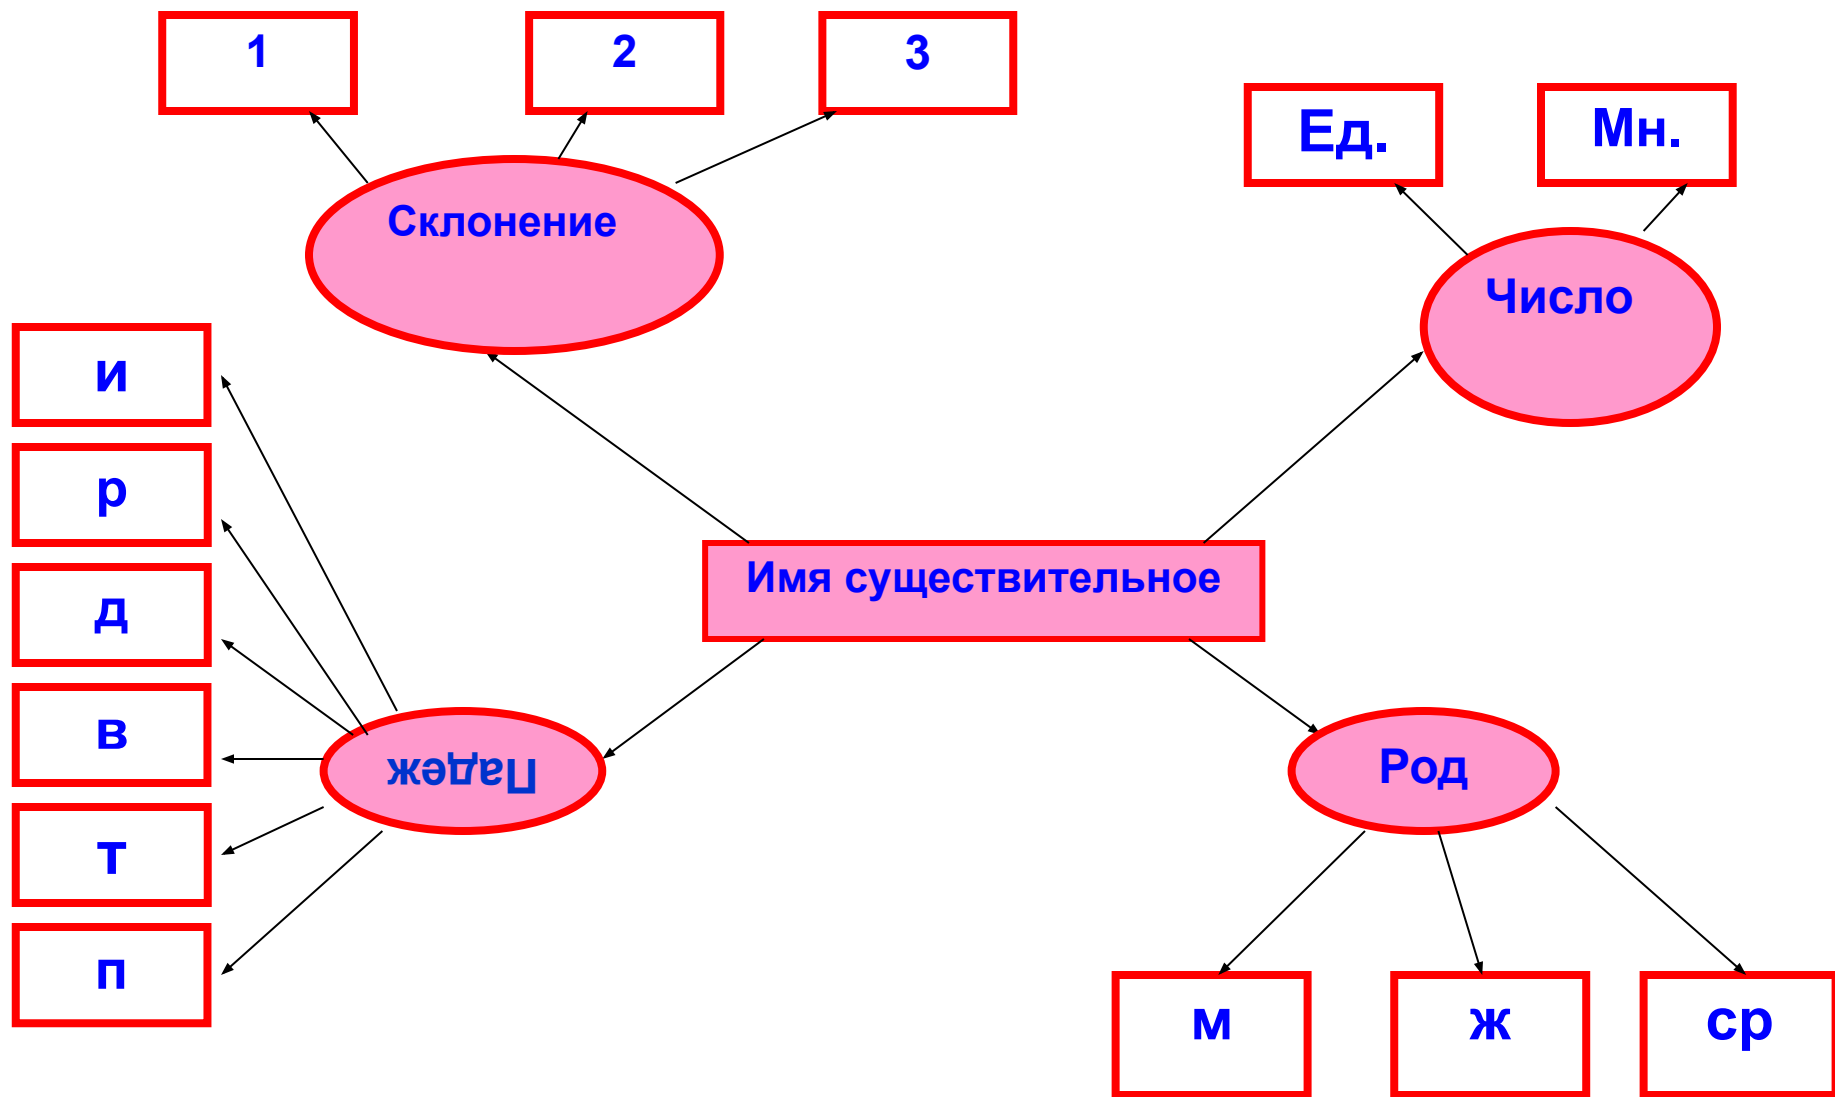 1
2
3
Ед.
Мн.
Склонение
Число
и
р
д
в
т
п
Имя существительное
Падеж
Род
м
ж
ср